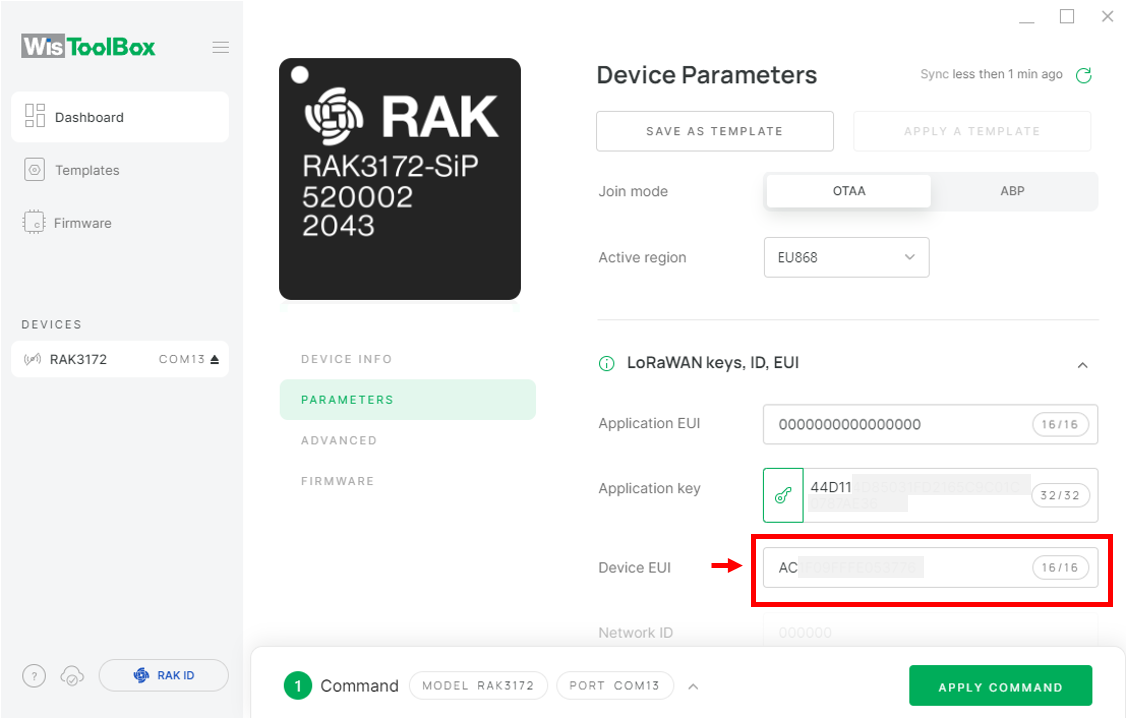 WisToolBox
Dashboard
Templates
Firmware
DEVICES
RAK3172 COM13
? RAK ID
RAK
RAK3172-SiP
520002
2043
DEVICE INFO
PARAMETERS
ADVANCED
FIRMWARE
Device Parameters Sync less then 1 min ago
SAVE AS TEMPLATE APPLY A TEMPLATE
Join mode OTAA ABP
Active region EU868
LoRaWAN keys, ID, EUI
Application EUI 0000000000000000 16/16
Application key 44D11 32/32
Device EUI AC 16/16
Network ID 000000
1 Command MODEL RAK3172 PORT COM13 APPLY COMMAND